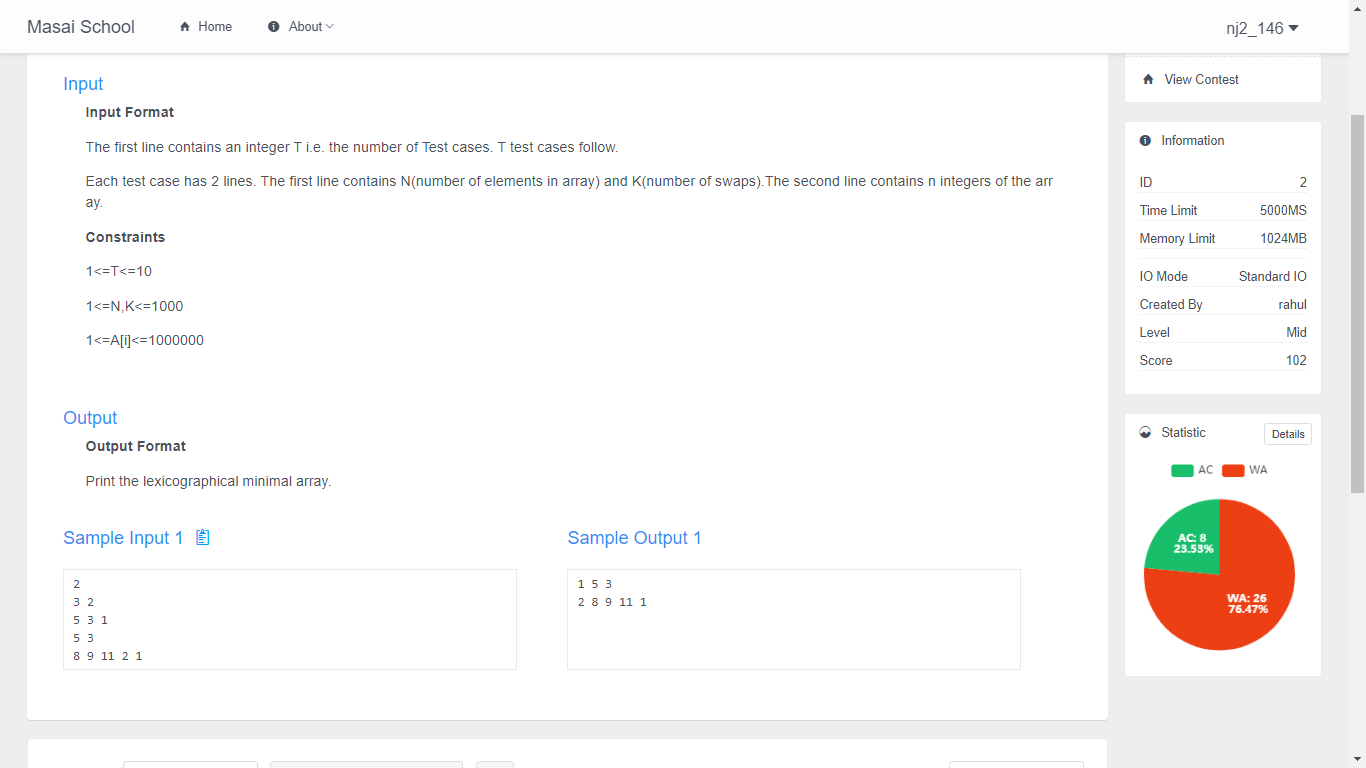 Masai School Home About nj2_146
Input
Input Format
The first line contains an integer T i.e. the number of Test cases. T test cases follow.
Each test case has 2 lines. The first line contains N(number of elements in array) and K(number of swaps).The second line contains n integers of the arr
ay.
Constraints
1<=T<=10
1<=N,K<=1000
1<=A[i]<=1000000
Output
Output Format
Print the lexicographical minimal array.
Sample Input 1
2
3 2
5 3 1
5 3
8 9 11 2 1
Sample Output 1
1 5 3
2 8 9 11 1
View Contest
Information
ID 2
Time Limit 5000MS
Memory Limit 1024MB
IO Mode Standard IO
Created By rahul
Level Mid
Score 102
Statistic Details
AC WA
AC: 8
23.53%
WA: 26
76.47%